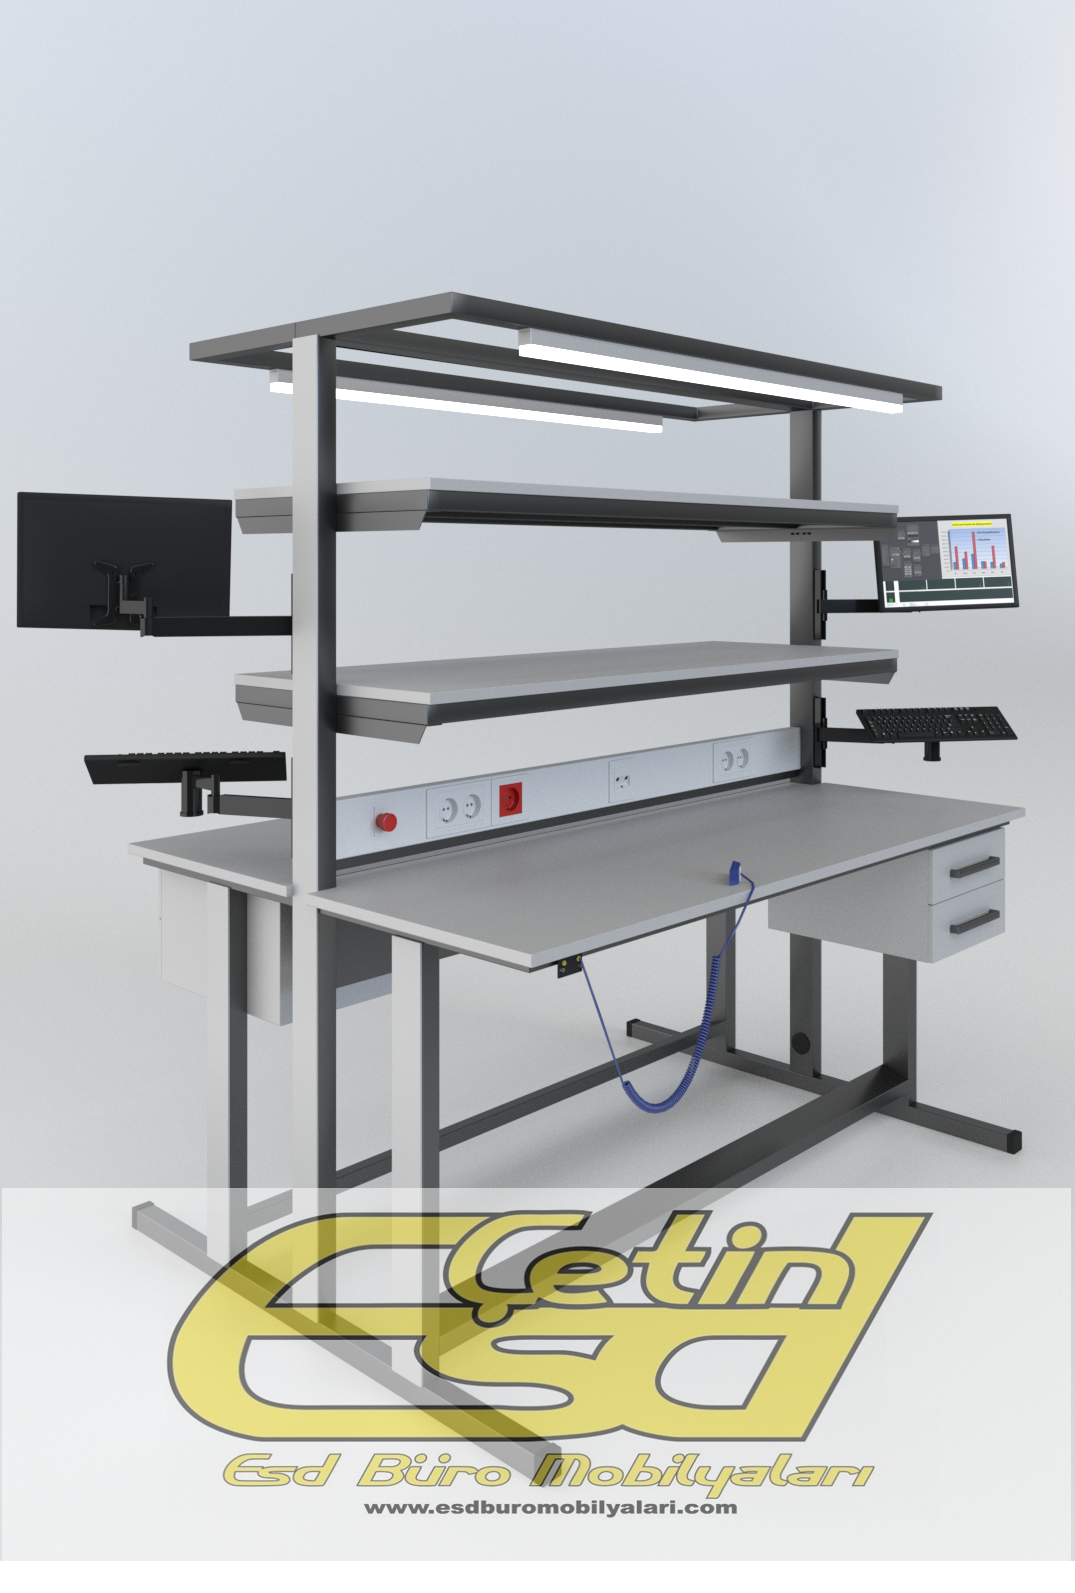 Çetin
Esd
Esd Büro Mobilyaları
www.esdburomobilyalari.com